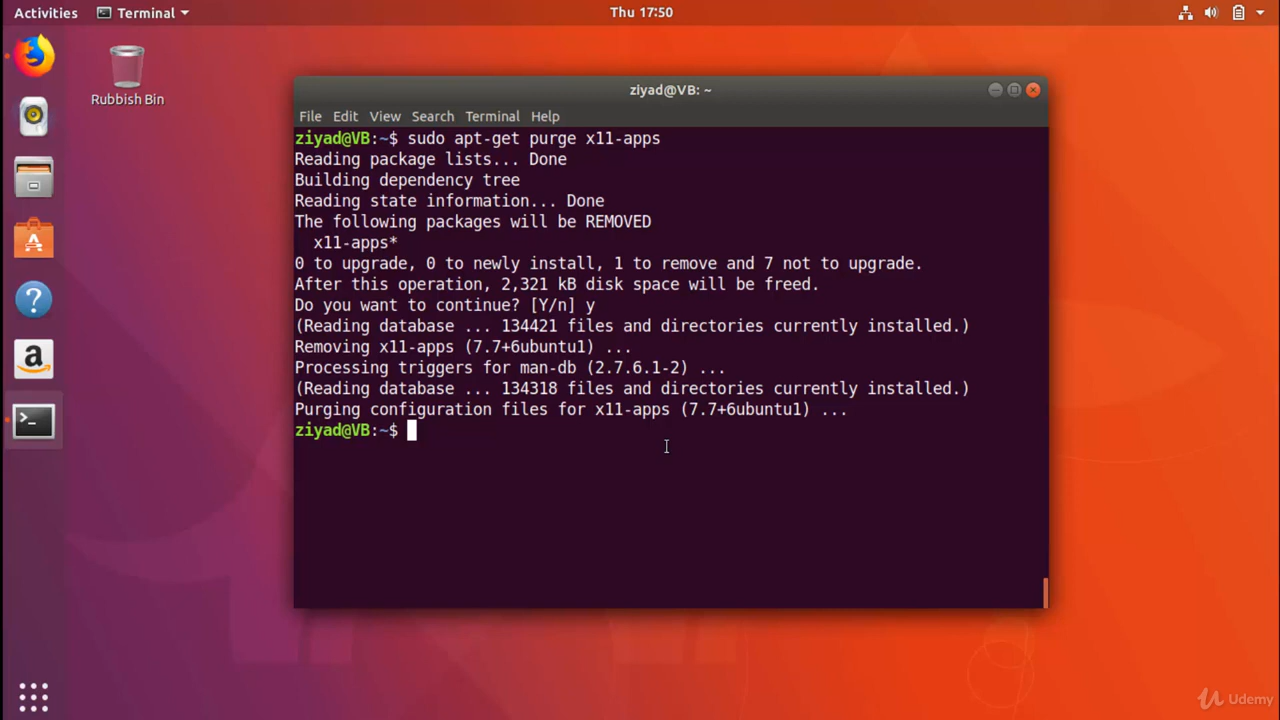 Activities
Terminal
Thu 17:50
Rubbish Bin
ziyad@VB: ~
File Edit View Search Terminal Help
ziyad@VB:~$ sudo apt-get purge x11-apps
Reading package lists... Done
Building dependency tree
Reading state information... Done
The following packages will be REMOVED
x11-apps*
0 to upgrade, 0 to newly install, 1 to remove and 7 not to upgrade.
After this operation, 2,321 kB disk space will be freed.
Do you want to continue? [Y/n] y
(Reading database ... 134421 files and directories currently installed.)
Removing x11-apps (7.7+6ubuntu1) ...
Processing triggers for man-db (2.7.6.1-2) ...
(Reading database ... 134318 files and directories currently installed.)
Purging configuration files for x11-apps (7.7+6ubuntu1) ...
ziyad@VB:~$
Udemy